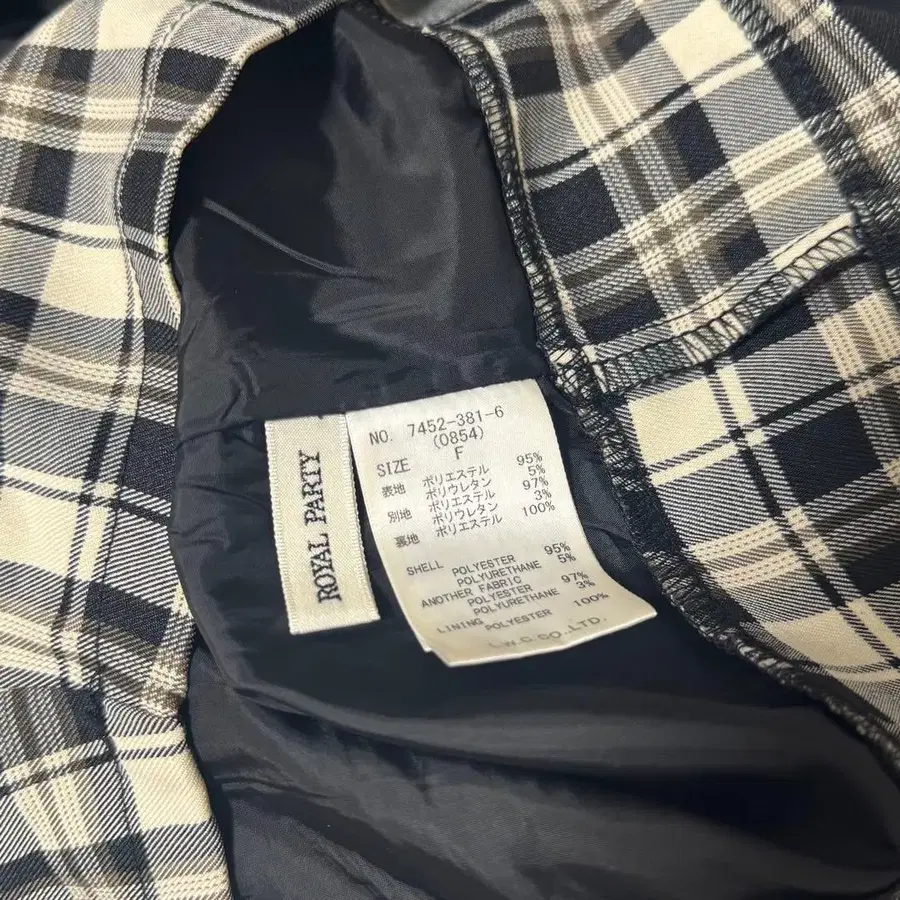 ROYAL PARTY
NO. 7452-381-6
(0854)
SIZE F
表地 ポリエステル 95%
ポリウレタン 5%
別地 ポリエステル 97%
ポリウレタン 3%
裏地 ポリエステル 100%
SHELL POLYESTER 95%
POLYURETHANE 5%
ANOTHER FABRIC
POLYESTER 97%
POLYURETHANE 3%
LINING POLYESTER 100%
L.W.C.CO.,LTD.